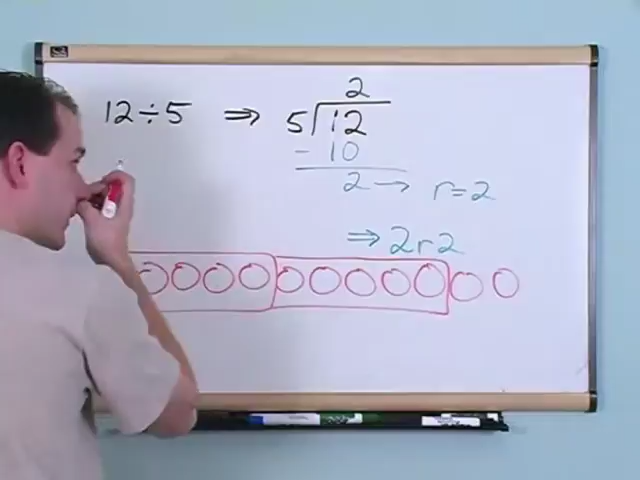 12÷5 ⇒ 2
5)12
- 10
2 → r=2
⇒ 2r2